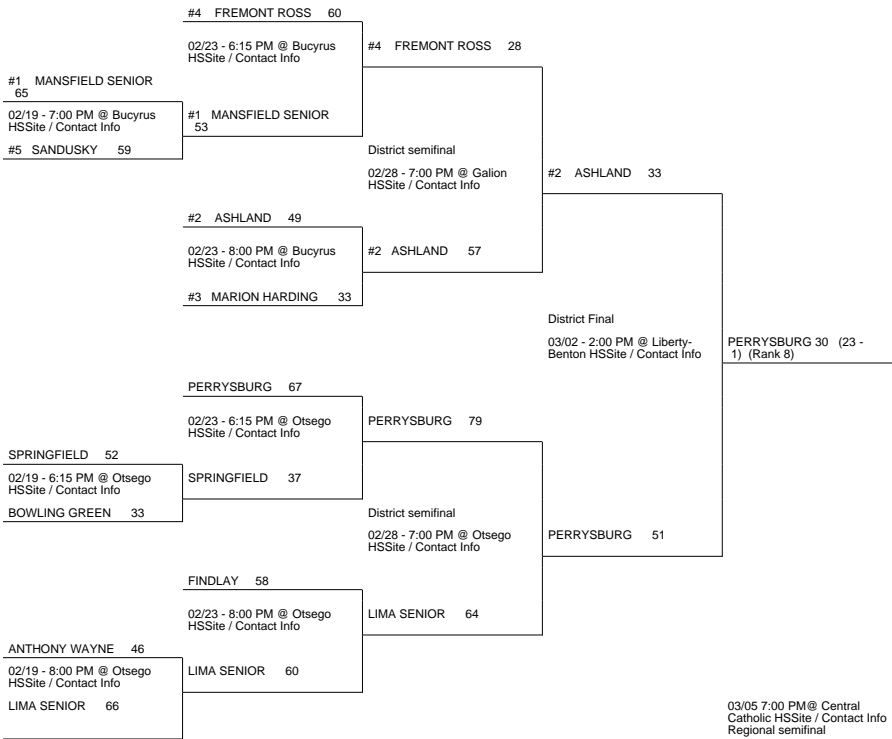 #4 FREMONT ROSS 60
02/23 - 6:15 PM @ Bucyrus
HSSite / Contact Info
#4 FREMONT ROSS 28
#1 MANSFIELD SENIOR
65
02/19 - 7:00 PM @ Bucyrus
HSSite / Contact Info
#1 MANSFIELD SENIOR
53
#5 SANDUSKY 59
District semifinal
02/28 - 7:00 PM @ Galion
HSSite / Contact Info
#2 ASHLAND 33
#2 ASHLAND 49
02/23 - 8:00 PM @ Bucyrus
HSSite / Contact Info
#2 ASHLAND 57
#3 MARION HARDING 33
District Final
03/02 - 2:00 PM @ Liberty-
Benton HSSite / Contact Info
PERRYSBURG 30 (23 -
1) (Rank 8)
PERRYSBURG 67
02/23 - 6:15 PM @ Otsego
HSSite / Contact Info
PERRYSBURG 79
SPRINGFIELD 52
02/19 - 6:15 PM @ Otsego
HSSite / Contact Info
SPRINGFIELD 37
BOWLING GREEN 33
District semifinal
02/28 - 7:00 PM @ Otsego
HSSite / Contact Info
PERRYSBURG 51
FINDLAY 58
02/23 - 8:00 PM @ Otsego
HSSite / Contact Info
LIMA SENIOR 64
ANTHONY WAYNE 46
02/19 - 8:00 PM @ Otsego
HSSite / Contact Info
LIMA SENIOR 60
LIMA SENIOR 66
03/05 7:00 PM@ Central
Catholic HSSite / Contact Info
Regional semifinal